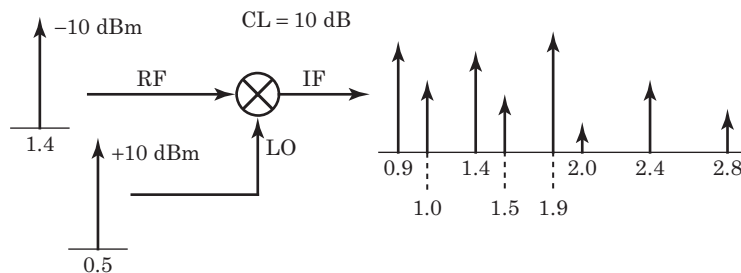 −10 dBm
CL = 10 dB
RF
IF
1.4
+10 dBm
LO
0.5
0.9 1.4 2.0 2.4 2.8
1.0 1.5 1.9